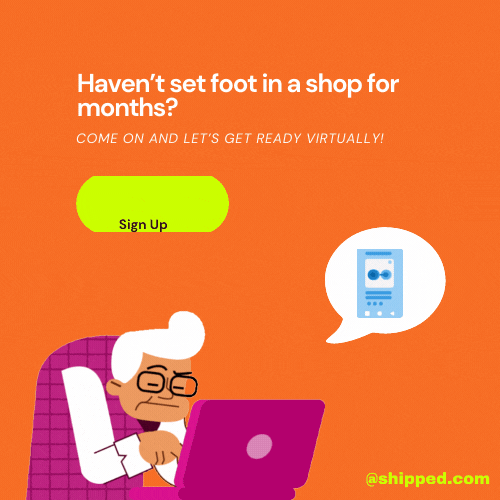 Haven’t set foot in a shop for
months?
COME ON AND LET’S GET READY VIRTUALLY!
Sign Up
@shipped.com